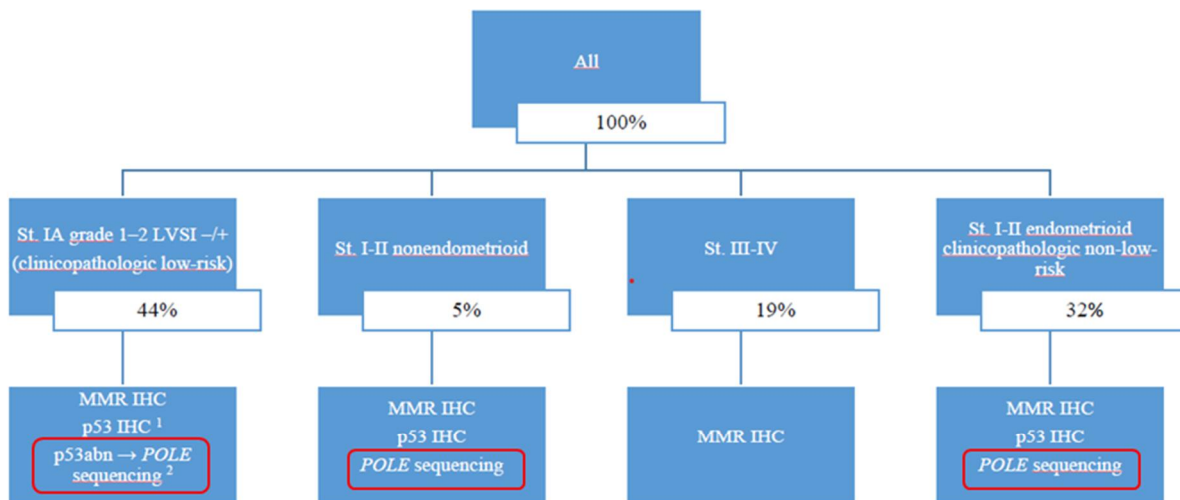 All
100%
St. IA grade 1–2 LVSI –/+
(clinicopathologic low-risk)
44%
St. I-II nonendometrioid
5%
St. III-IV
19%
St. I-II endometrioid
clinicopathologic non-low-
risk
32%
MMR IHC
p53 IHC ¹
p53abn → POLE
sequencing ²
MMR IHC
p53 IHC
POLE sequencing
MMR IHC
MMR IHC
p53 IHC
POLE sequencing